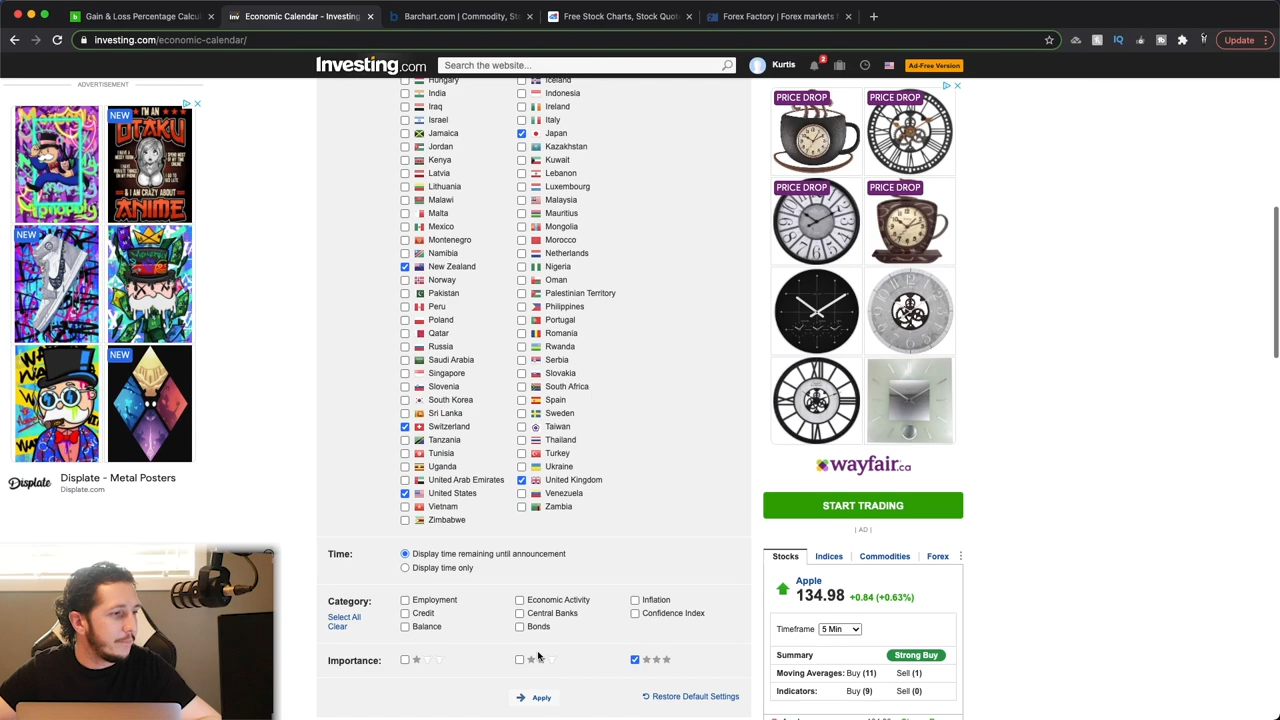 Gain & Loss Percentage Calcu
Economic Calendar - Investing
Barchart.com | Commodity, St
Free Stock Charts, Stock Quot
Forex Factory | Forex markets f
investing.com/economic-calendar/
Update
Investing.com
Search the website...
Kurtis
2
Ad-Free Version
ADVERTISEMENT
NEW
I'M AN
OTAKU
& I AM CRAZY ABOUT
ANIME
NEW
NEW
Displate
Displate - Metal Posters
Displate.com
Hungary
Iceland
India
Indonesia
Iraq
Ireland
Israel
Italy
Jamaica
Japan
Jordan
Kazakhstan
Kenya
Kuwait
Latvia
Lebanon
Lithuania
Luxembourg
Malawi
Malaysia
Malta
Mauritius
Mexico
Mongolia
Montenegro
Morocco
Namibia
Netherlands
New Zealand
Nigeria
Norway
Oman
Pakistan
Palestinian Territory
Peru
Philippines
Poland
Portugal
Qatar
Romania
Russia
Rwanda
Saudi Arabia
Serbia
Singapore
Slovakia
Slovenia
South Africa
South Korea
Spain
Sri Lanka
Sweden
Switzerland
Taiwan
Tanzania
Thailand
Tunisia
Turkey
Uganda
Ukraine
United Arab Emirates
United Kingdom
United States
Venezuela
Vietnam
Zambia
Zimbabwe
Time:
Display time remaining until announcement
Display time only
Category:
Select All
Clear
Employment
Economic Activity
Inflation
Credit
Central Banks
Confidence Index
Balance
Bonds
Importance:
Apply
Restore Default Settings
PRICE DROP
PRICE DROP
PRICE DROP
PRICE DROP
wayfair.ca
START TRADING
| AD |
Stocks
Indices
Commodities
Forex
Apple
134.98 +0.84 (+0.63%)
Timeframe 5 Min
Summary
Strong Buy
Moving Averages: Buy (11) Sell (1)
Indicators: Buy (9) Sell (0)